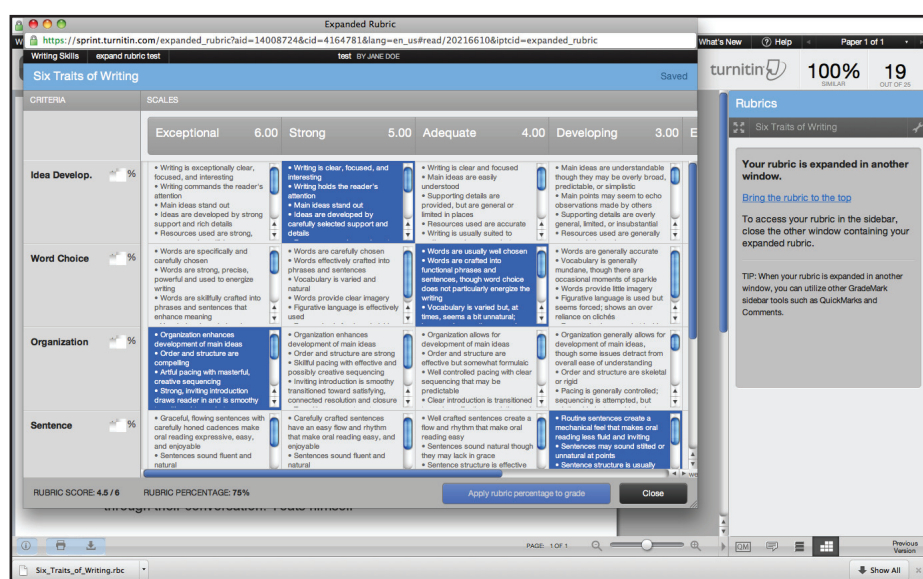 Expanded Rubric
https://sprint.turnitin.com/expanded_rubric?aid=14008724&cid=4164781&lang=en_us#read/20216610&iptcid=expanded_rubric
Writing Skills expand rubric test
test BY JANE DOE
What's New Help Paper 1 of 1
Six Traits of Writing
Saved
turnitin
100%
SIMILAR
19
OUT OF 25
CRITERIA
SCALES
Rubrics
Six Traits of Writing
Exceptional 6.00
Strong 5.00
Adequate 4.00
Developing 3.00
E
Your rubric is expanded in another
window.
Bring the rubric to the top
To access your rubric in the sidebar,
close the other window containing your
expanded rubric.
TIP: When your rubric is expanded in another
window, you can utilize other GradeMark
sidebar tools such as QuickMarks and
Comments.
Idea Develop. %
• Writing is exceptionally clear,
focused, and interesting
• Writing commands the reader's
attention
• Main ideas stand out
• Ideas are developed by strong
support and rich details
• Resources used are strong,
• Writing is clear, focused, and
interesting
• Writing holds the reader's
attention
• Main ideas stand out
• Ideas are developed by
carefully selected support and
details
• Writing is clear and focused
• Main ideas are easily
understood
• Supporting details are
provided, but are general or
limited in places
• Resources used are accurate
• Writing is usually suited to
• Main ideas are understandable
though they may be overly broad,
predictable, or simplistic
• Main points may seem to echo
observations made by others
• Supporting details are overly
general, limited, or insubstantial
• Resources used are generally
Word Choice %
• Words are specifically and
carefully chosen
• Words are strong, precise,
powerful and used to energize
writing
• Words are skillfully crafted into
phrases and sentences that
enhance meaning
• Words are carefully chosen
• Words effectively crafted into
phrases and sentences
• Vocabulary is varied and
natural
• Words provide clear imagery
• Figurative language is effectively
used
• Words are usually well chosen
• Words are crafted into
functional phrases and
sentences, though word choice
does not particularly energize the
writing
• Vocabulary is varied but, at
times, seems a bit unnatural;
• Words are generally accurate
• Vocabulary is generally
mundane, though there are
occasional moments of sparkle
• Words provide little imagery
• Figurative language is used but
seems forced; shows an over
reliance on clichés
Organization %
• Organization enhances
development of main ideas
• Order and structure are
compelling
• Artful pacing with masterful,
creative sequencing
• Strong, inviting introduction
draws reader in and is smoothy
• Organization enhances
development of main ideas
• Order and structure are strong
• Skillful pacing with effective and
possibly creative sequencing
• Inviting introduction is smoothy
transitioned toward satisfying,
connected resolution and closure
• Organization allows for
development of main ideas
• Order and structure are
effective but somewhat formulaic
• Well controlled pacing with clear
sequencing that may be
predictable
• Clear introduction is transitioned
• Organization generally allows for
development of main ideas,
though some issues detract from
overall ease of understanding
• Order and structure are skeletal
or rigid
• Pacing is generally controlled;
sequencing is attempted, but
Sentence %
• Graceful, flowing sentences with
carefully honed cadences make
oral reading expressive, easy,
and enjoyable
• Sentences sound fluent and
natural
• Carefully crafted sentences
have an easy flow and rhythm
that make oral reading easy, and
enjoyable
• Sentences sound fluent and
natural
• Well crafted sentences create a
flow and rhythm that make oral
reading easy
• Sentences sound natural though
they may lack in grace
• Sentence structure is effective
• Routine sentences create a
mechanical feel that makes oral
reading less fluid and inviting
• Sentences may sound stilted or
unnatural at points
• Sentence structure is usually
RUBRIC SCORE: 4.5 / 6 RUBRIC PERCENTAGE: 75%
Apply rubric percentage to grade
Close
through their conversation. Touts himself
PAGE: 1 OF 1
QM
Previous
Version
Six_Traits_of_Writing.rbc
Show All